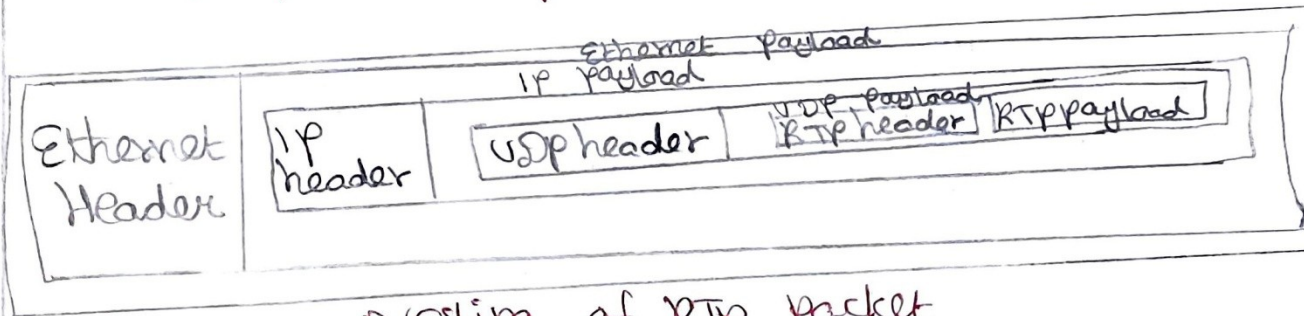 Ethernet Payload
IP Payload
Ethernet
Header
IP
header
UDP header
UDP Payload
RTP header
RTP payload
of RTP packet